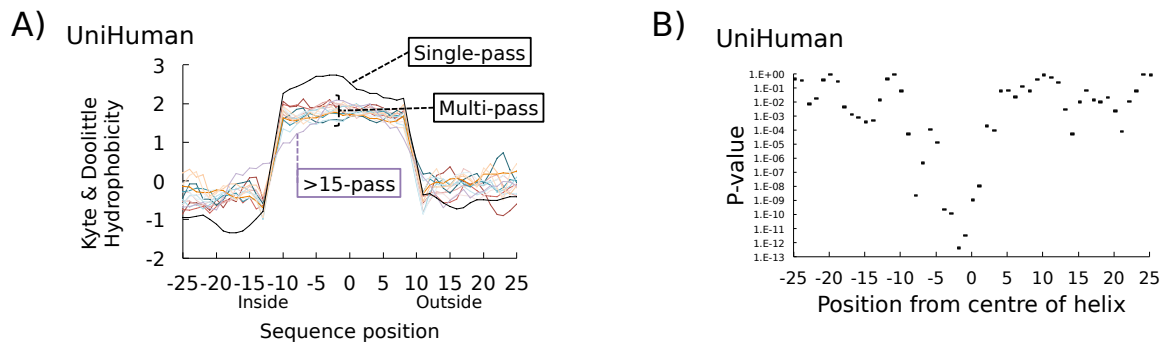 A)
UniHuman
Kyte & Doolittle
Hydrophobicity
3
2
1
0
-1
-2
Single-pass
Multi-pass
>15-pass
-25 -20 -15 -10 -5 0 5 10 15 20 25
Inside Outside
Sequence position
B)
UniHuman
P-value
1.E+00
1.E-01
1.E-02
1.E-03
1.E-04
1.E-05
1.E-06
1.E-07
1.E-08
1.E-09
1.E-10
1.E-11
1.E-12
1.E-13
-25 -20 -15 -10 -5 0 5 10 15 20 25
Position from centre of helix